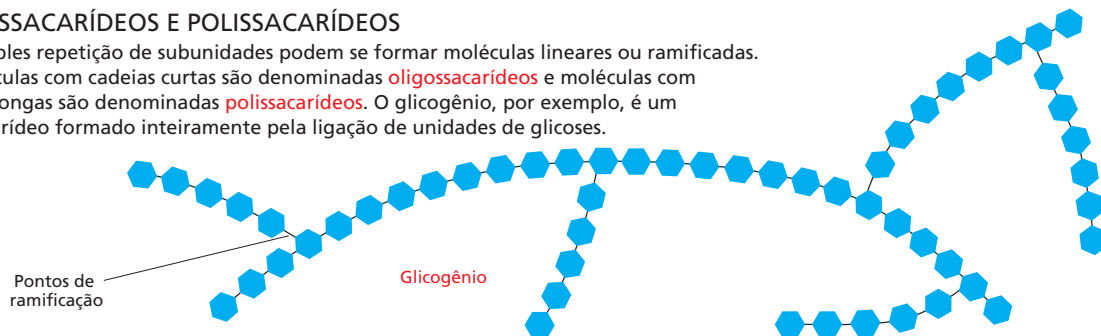 SSACARÍDEOS E POLISSACARÍDEOS
ples repetição de subunidades podem se formar moléculas lineares ou ramificadas.
culas com cadeias curtas são denominadas oligossacarídeos e moléculas com
ongas são denominadas polissacarídeos. O glicogênio, por exemplo, é um
rídeo formado inteiramente pela ligação de unidades de glicoses.
Pontos de
ramificação
Glicogênio